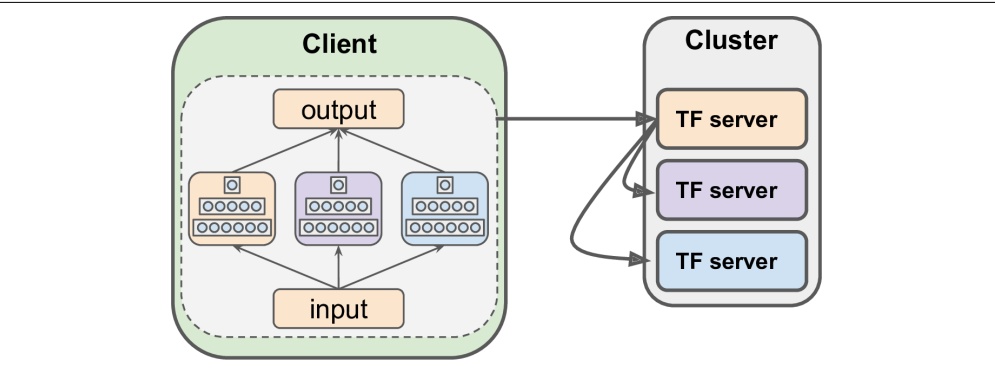 Client
output
input
Cluster
TF server
TF server
TF server